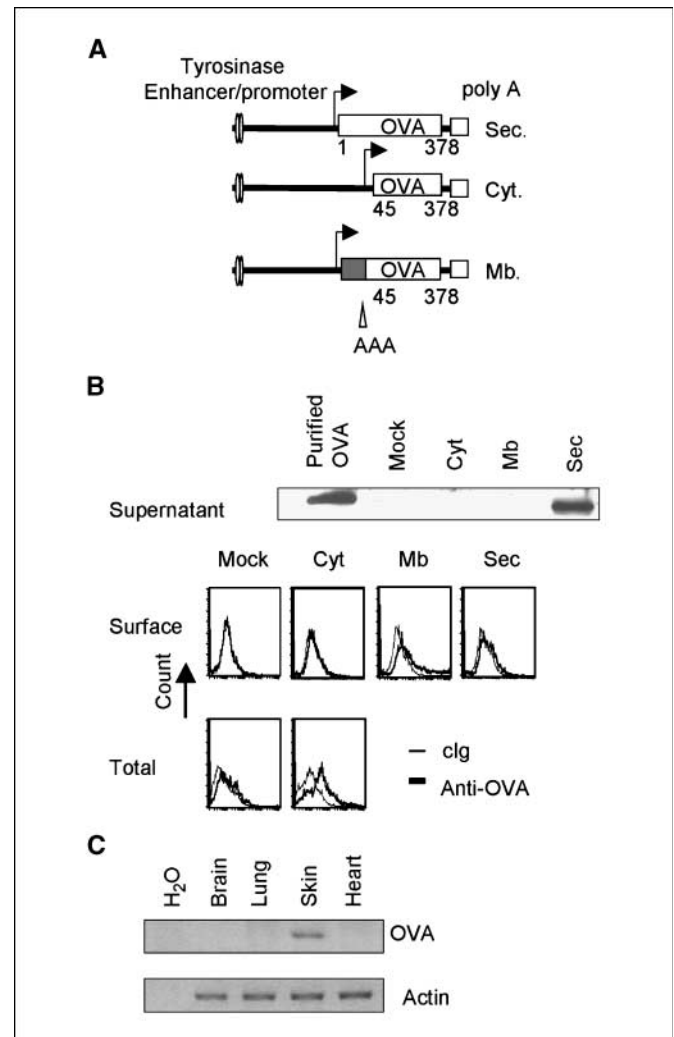 A
Tyrosinase
Enhancer/promoter
poly A
OVA
Sec.
1 378
OVA
Cyt.
45 378
OVA
Mb.
45 378
AAA
B
Purified OVA
Mock
Cyt
Mb
Sec
Supernatant
Mock Cyt Mb Sec
Surface
Count
Total
cIg
Anti-OVA
C
H₂O
Brain
Lung
Skin
Heart
OVA
Actin